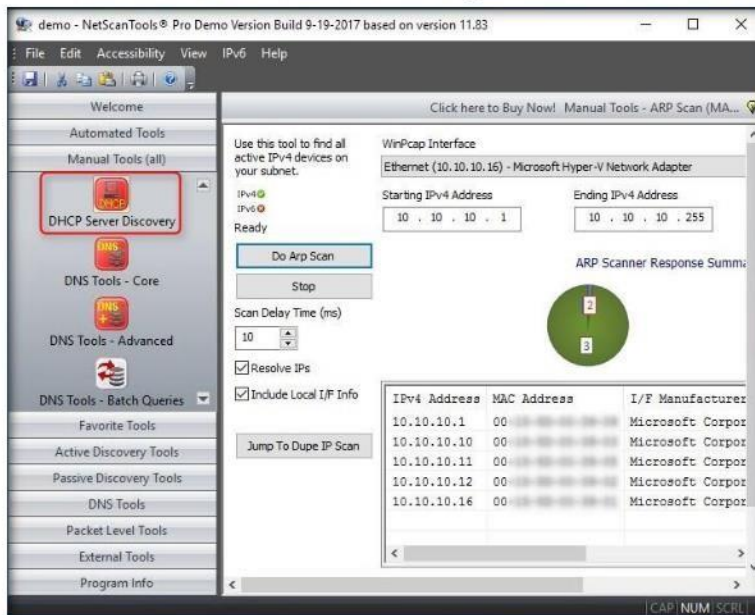 demo - NetScanTools® Pro Demo Version Build 9-19-2017 based on version 11.83
File Edit Accessibility View IPv6 Help
Welcome
Automated Tools
Manual Tools (all)
DHCP
DHCP Server Discovery
DNS
DNS Tools - Core
DNS
DNS Tools - Advanced
DNS Tools - Batch Queries
Favorite Tools
Active Discovery Tools
Passive Discovery Tools
DNS Tools
Packet Level Tools
External Tools
Program Info
Click here to Buy Now! Manual Tools - ARP Scan (MA...
Use this tool to find all
active IPv4 devices on
your subnet.
IPv4
IPv6
Ready
Do Arp Scan
Stop
Scan Delay Time (ms)
10
Resolve IPs
Include Local I/F Info
Jump To Dupe IP Scan
WinPcap Interface
Ethernet (10.10.10.16) - Microsoft Hyper-V Network Adapter
Starting IPv4 Address Ending IPv4 Address
10 . 10 . 10 . 1 10 . 10 . 10 . 255
ARP Scanner Response Summa
2
3
IPv4 Address MAC Address I/F Manufacturer
10.10.10.1 00 Microsoft Corpor
10.10.10.10 00 Microsoft Corpor
10.10.10.11 00 Microsoft Corpor
10.10.10.12 00 Microsoft Corpor
10.10.10.16 00 Microsoft Corpor
CAP NUM SCRL